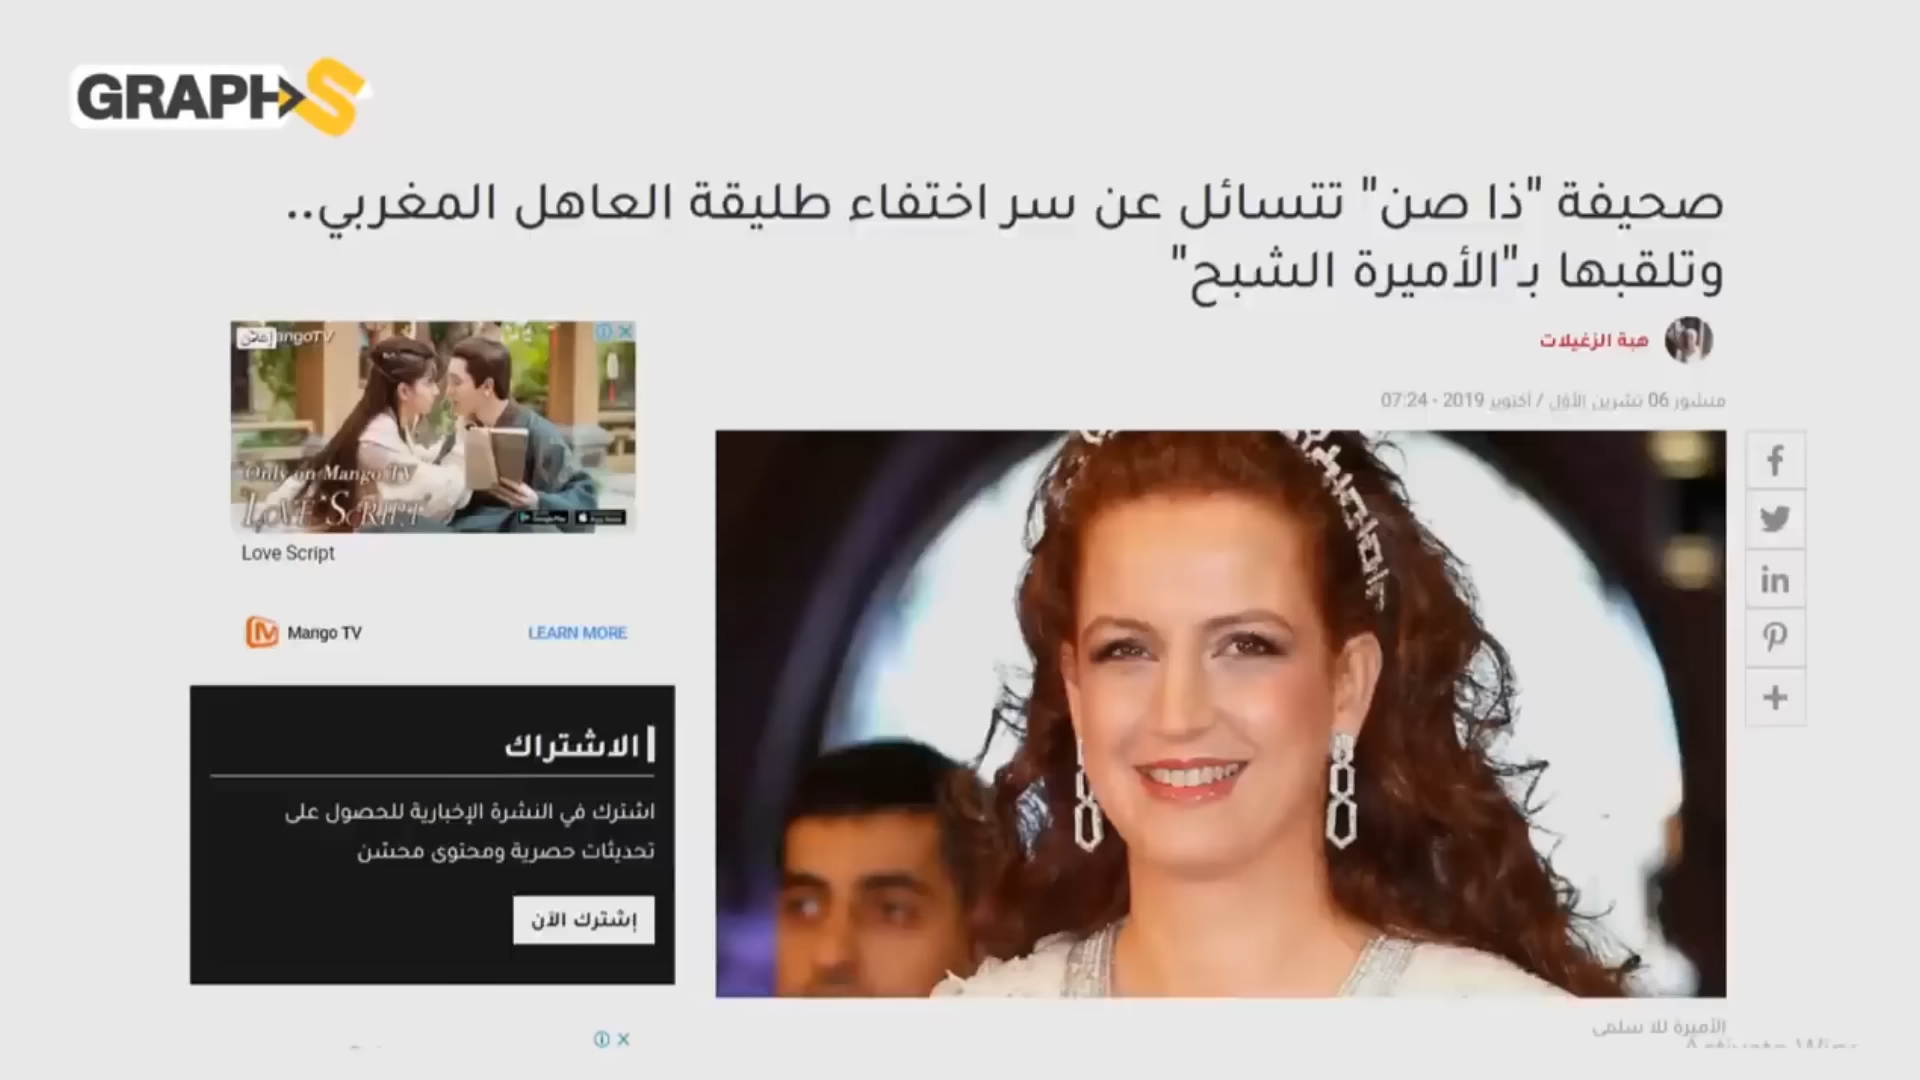 GRAPHS
صحيفة "ذا صن" تتسائل عن سر اختفاء طليقة العاهل المغربي..
وتلقبها بـ"الأميرة الشبح"
هبة الزغيلات
منشور 06 تشرين الأول / أكتوبر 2019 - 07:24
إعلان
MangoTV
Only on Mango TV
LOVE SCRIPT
Love Script
Mango TV
LEARN MORE
الاشتراك
اشترك في النشرة الإخبارية للحصول على
تحديثات حصرية ومحتوى محسّن
إشترك الآن
الأميرة للا سلمى